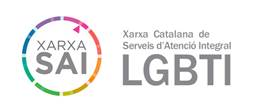 XARXA
SAI
Xarxa Catalana de
Serveis d'Atenció Integral
LGBTI